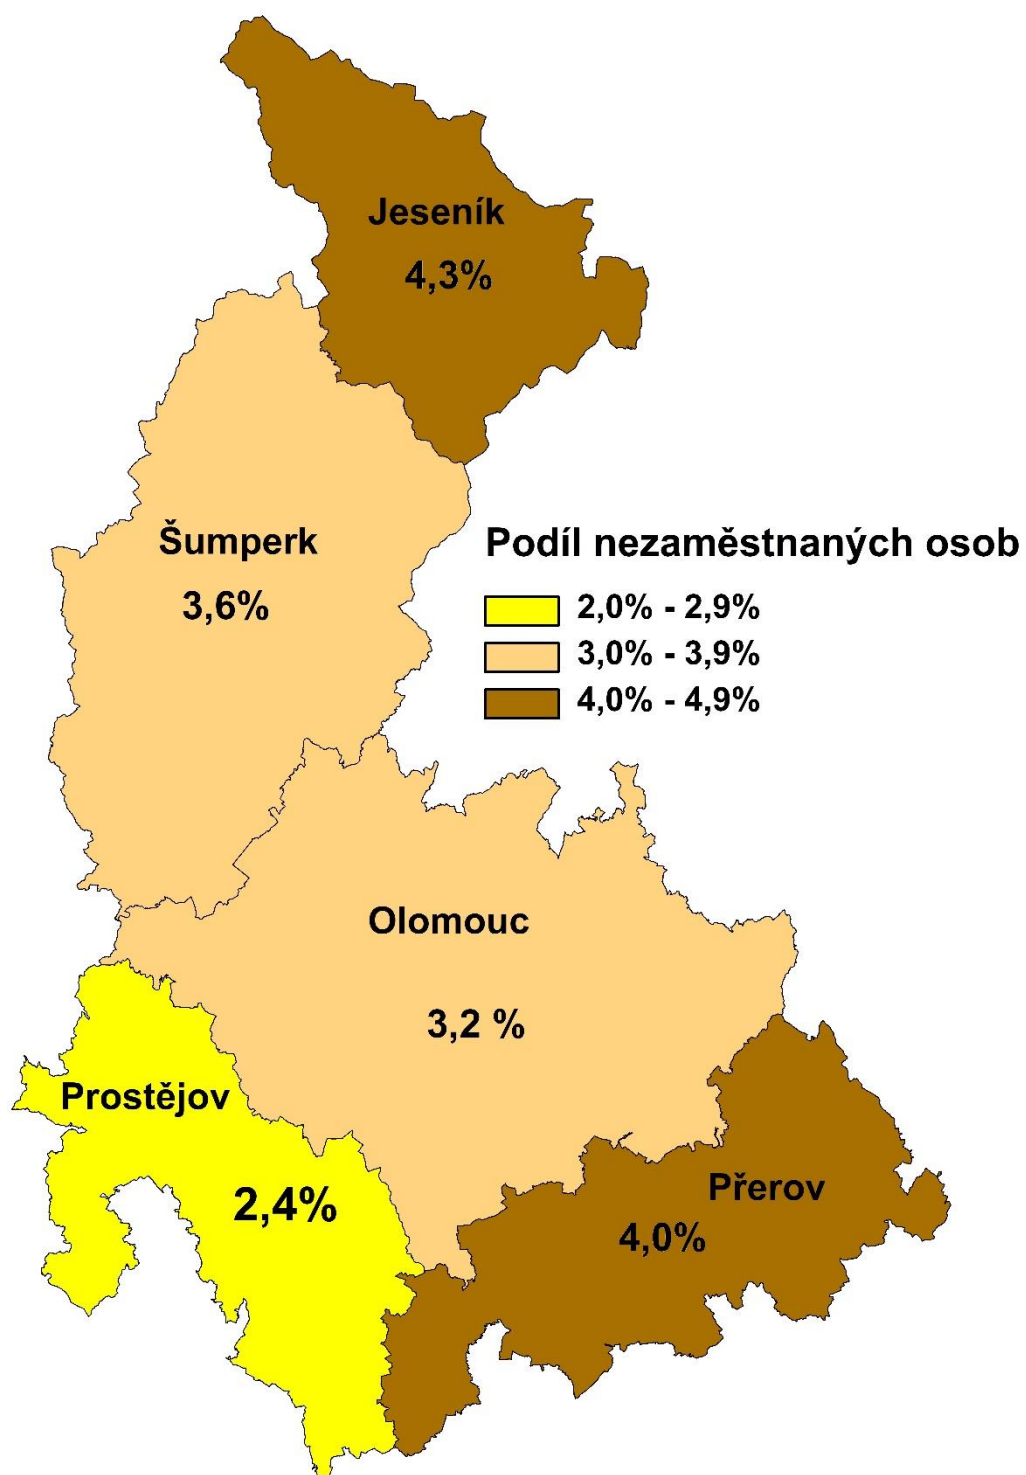 Jeseník
4,3%
Šumperk
3,6%
Podíl nezaměstnaných osob
2,0% - 2,9%
3,0% - 3,9%
4,0% - 4,9%
Olomouc
3,2 %
Prostějov
2,4%
Přerov
4,0%